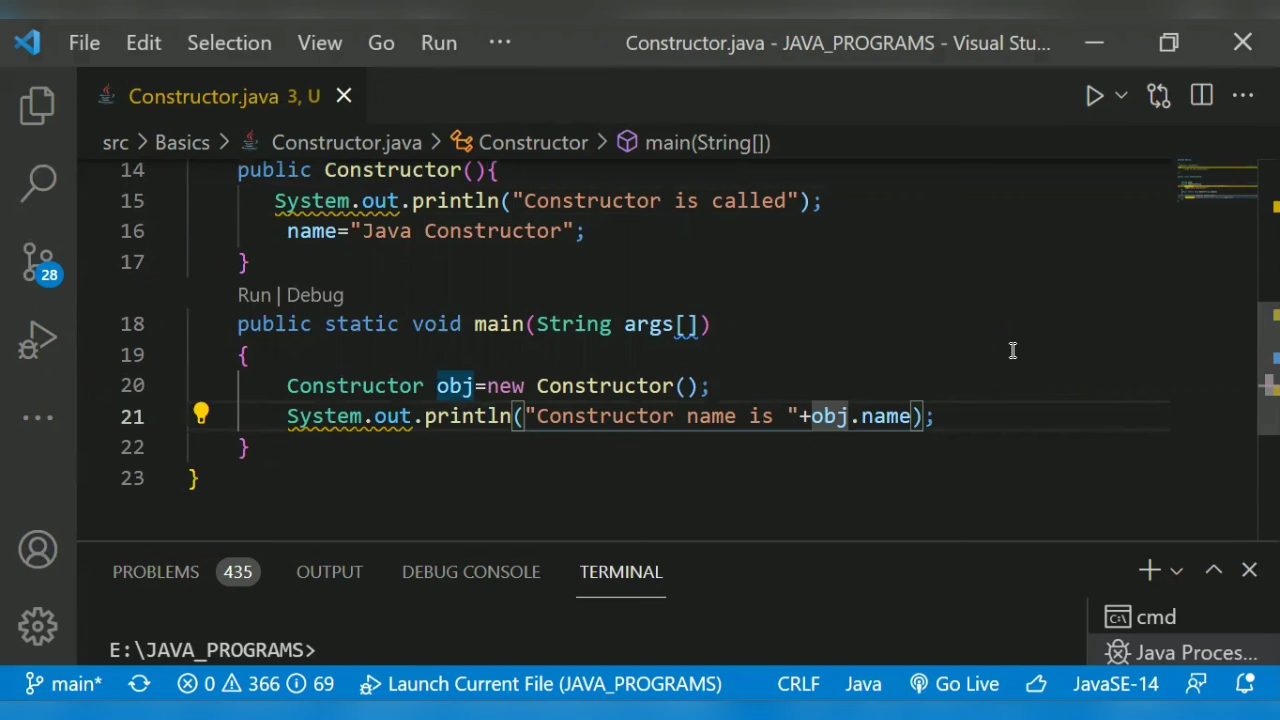 File Edit Selection View Go Run ··· Constructor.java - JAVA_PROGRAMS - Visual Stu...
Constructor.java 3, U
src > Basics > Constructor.java > Constructor > main(String[])
14 public Constructor(){
15 System.out.println("Constructor is called");
16 name="Java Constructor";
17 }
Run | Debug
18 public static void main(String args[])
19 {
20 Constructor obj=new Constructor();
21 System.out.println("Constructor name is "+obj.name);
22 }
23 }
28
PROBLEMS 435 OUTPUT DEBUG CONSOLE TERMINAL
E:\JAVA_PROGRAMS>
cmd
Java Proces...
main* 0 366 69 Launch Current File (JAVA_PROGRAMS) CRLF Java Go Live JavaSE-14